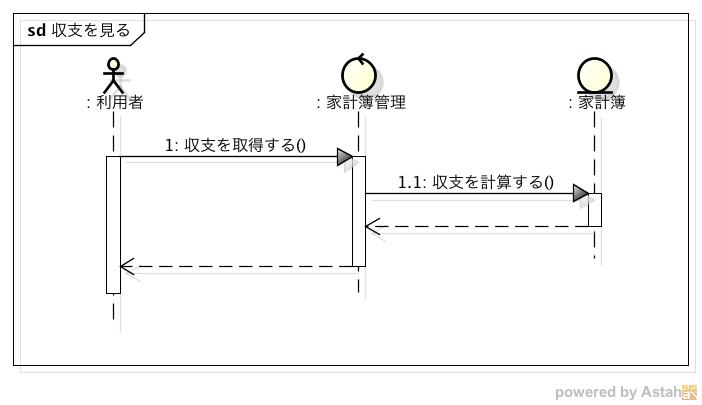 sd 収支を見る
: 利用者
: 家計簿管理
: 家計簿
1: 収支を取得する()
1.1: 収支を計算する()
powered by Astah